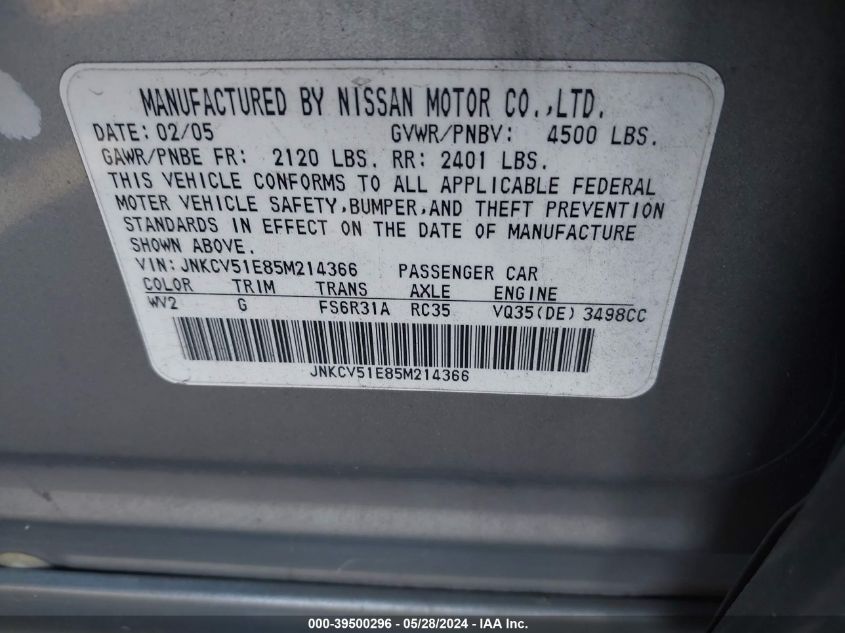 MANUFACTURED BY NISSAN MOTOR CO.,LTD.
DATE: 02/05 GVWR/PNBV: 4500 LBS.
GAWR/PNBE FR: 2120 LBS. RR: 2401 LBS.
THIS VEHICLE CONFORMS TO ALL APPLICABLE FEDERAL
MOTOR VEHICLE SAFETY,BUMPER,AND THEFT PREVENTION
STANDARDS IN EFFECT ON THE DATE OF MANUFACTURE
SHOWN ABOVE.
VIN:JNKCV51E85M214366 PASSENGER CAR
COLOR TRIM TRANS AXLE ENGINE
WV2 G FS6R31A RC35 VQ35(DE) 3498CC
JNKCV51E85M214366
000-39500296 - 05/28/2024 - IAA Inc.